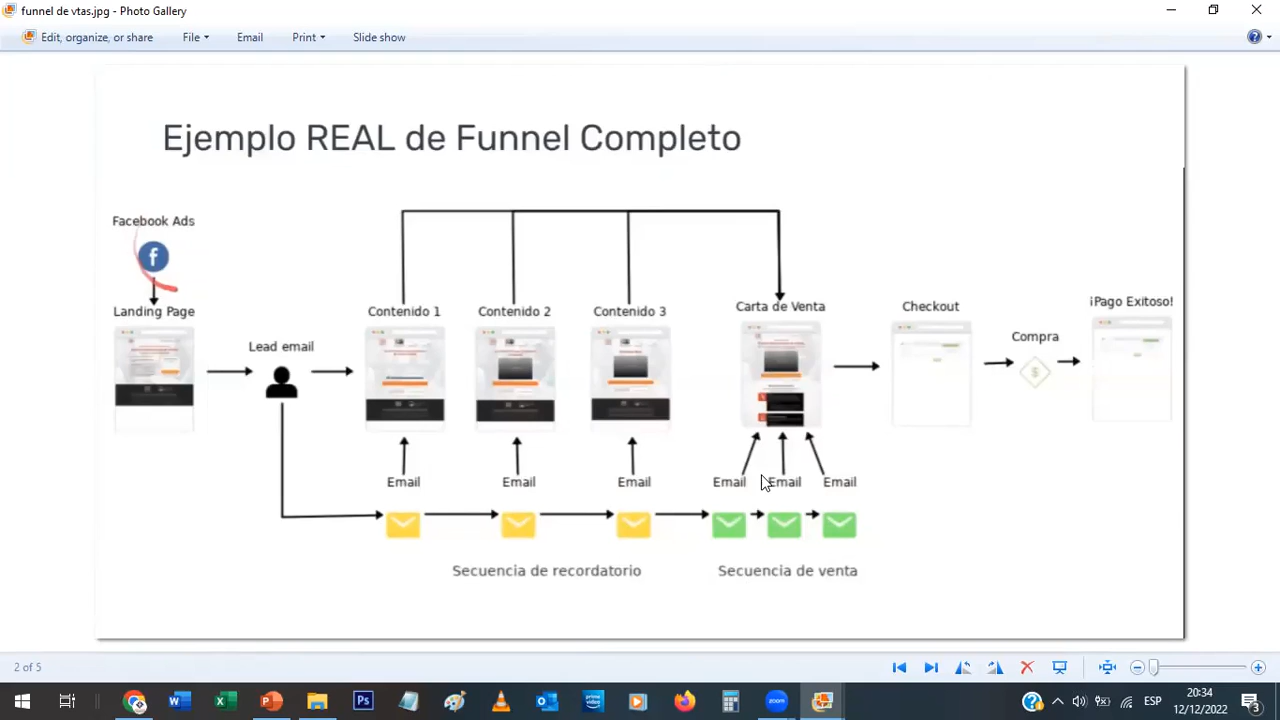 funnel de vtas.jpg - Photo Gallery
Edit, organize, or share File Email Print Slide show
Ejemplo REAL de Funnel Completo
Facebook Ads
Landing Page
Lead email
Contenido 1
Contenido 2
Contenido 3
Carta de Venta
Checkout
Compra
¡Pago Exitoso!
Email
Email
Email
Email
Email
Email
Secuencia de recordatorio
Secuencia de venta
2 of 5
ESP
20:34
12/12/2022